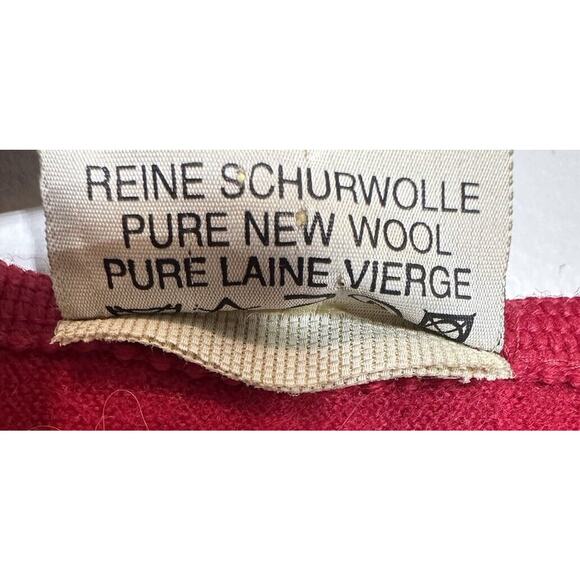 REINE SCHURWOLLE
PURE NEW WOOL
PURE LAINE VIERGE